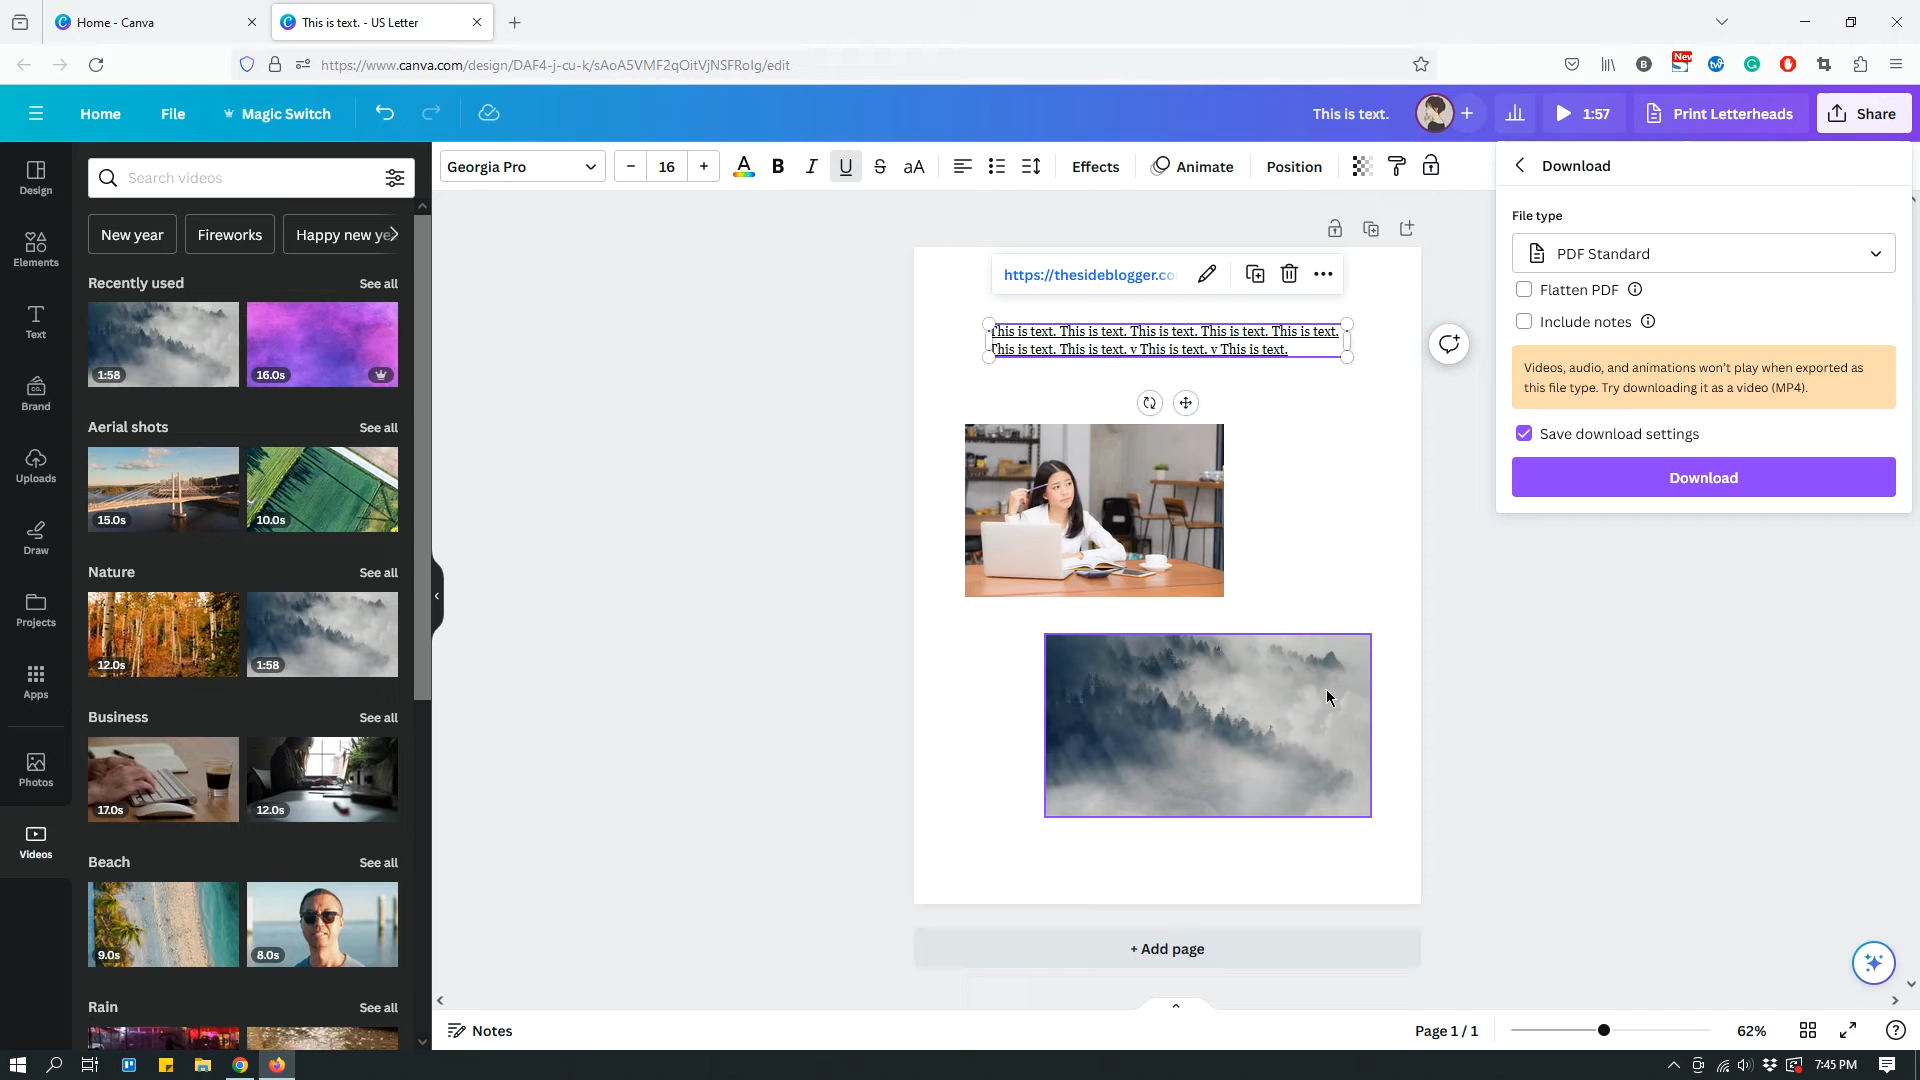 Home - Canva
This is text. - US Letter
https://www.canva.com/design/DAF4-j-cu-k/sAoA5VMF2qOitVjNSFRoIg/edit
New
Home
File
Magic Switch
This is text.
1:57
Print Letterheads
Share
Design
Elements
Text
Brand
Uploads
Draw
Projects
Apps
Photos
Videos
Search videos
New year
Fireworks
Happy new ye
Recently used
See all
1:58
16.0s
Aerial shots
See all
15.0s
10.0s
Nature
See all
12.0s
1:58
Business
See all
17.0s
12.0s
Beach
See all
9.0s
8.0s
Rain
See all
Georgia Pro
16
A
B
I
U
S
aA
Effects
Animate
Position
https://thesideblogger.co
This is text. This is text. This is text. This is text. This is text.
This is text. This is text. v This is text. v This is text.
+ Add page
Download
File type
PDF Standard
Flatten PDF
Include notes
Videos, audio, and animations won't play when exported as
this file type. Try downloading it as a video (MP4).
Save download settings
Download
Notes
Page 1 / 1
62%
7:45 PM